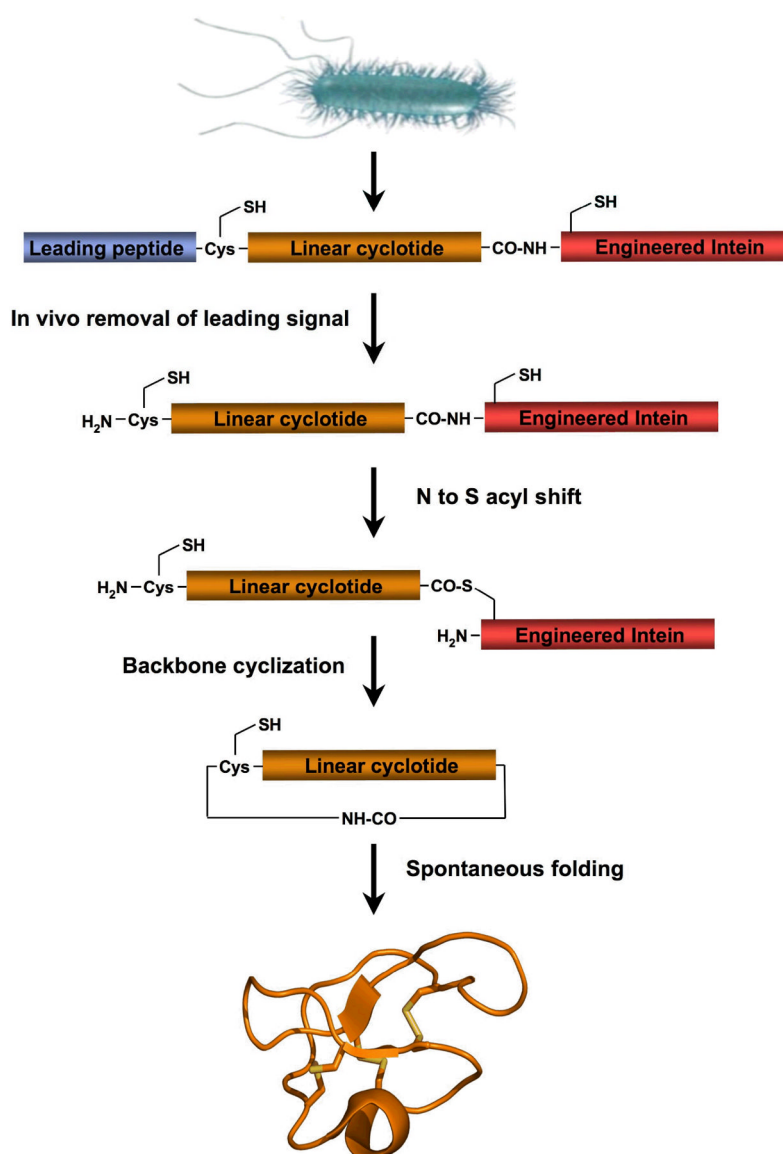 SH
SH
Leading peptide Cys Linear cyclotide CO-NH Engineered Intein
In vivo removal of leading signal
SH
SH
H2N Cys Linear cyclotide CO-NH Engineered Intein
N to S acyl shift
SH
H2N Cys Linear cyclotide CO-S
H2N Engineered Intein
Backbone cyclization
SH
Cys Linear cyclotide
NH-CO
Spontaneous folding